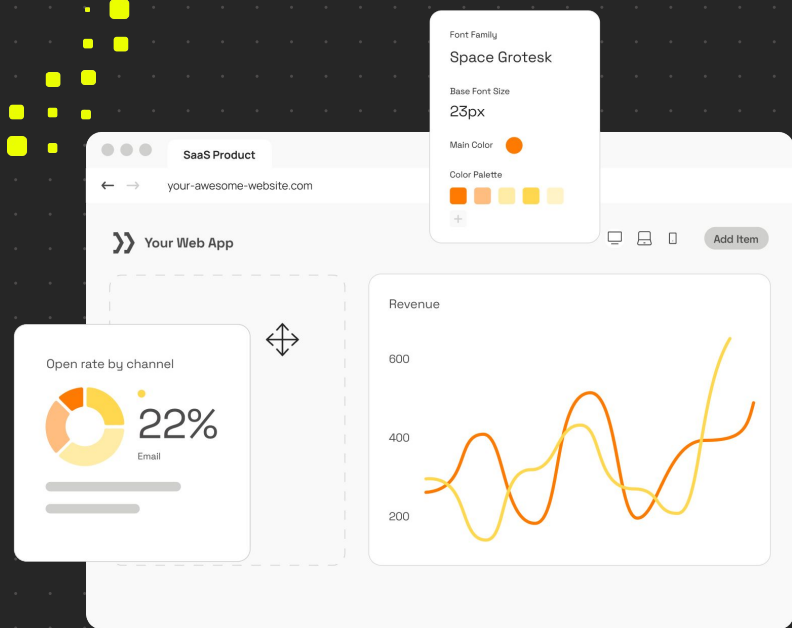 Font Family
Space Grotesk
Base Font Size
23px
Main Color
Color Palette
+
SaaS Product
your-awesome-website.com
Your Web App
Add Item
Open rate by channel
22%
Email
Revenue
600
400
200